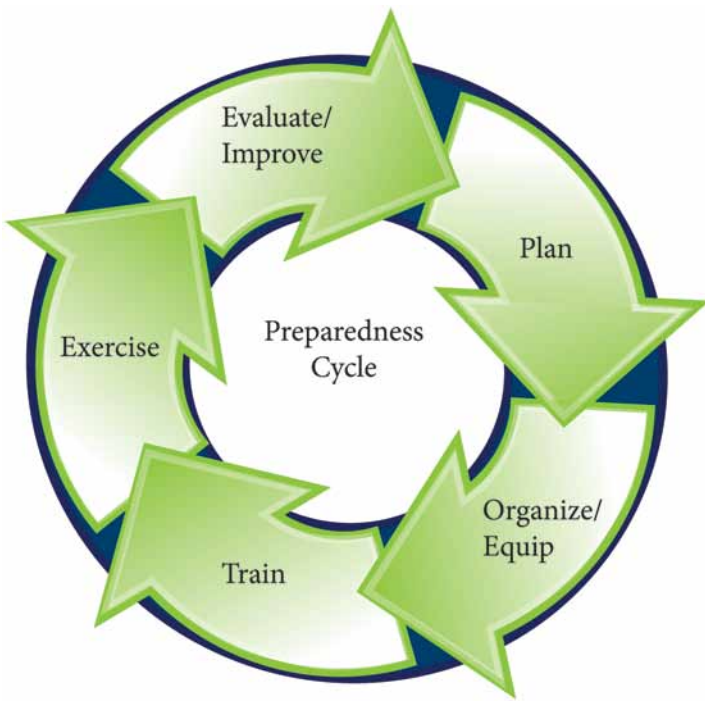 Preparedness
Cycle
Plan
Organize/
Equip
Train
Exercise
Evaluate/
Improve